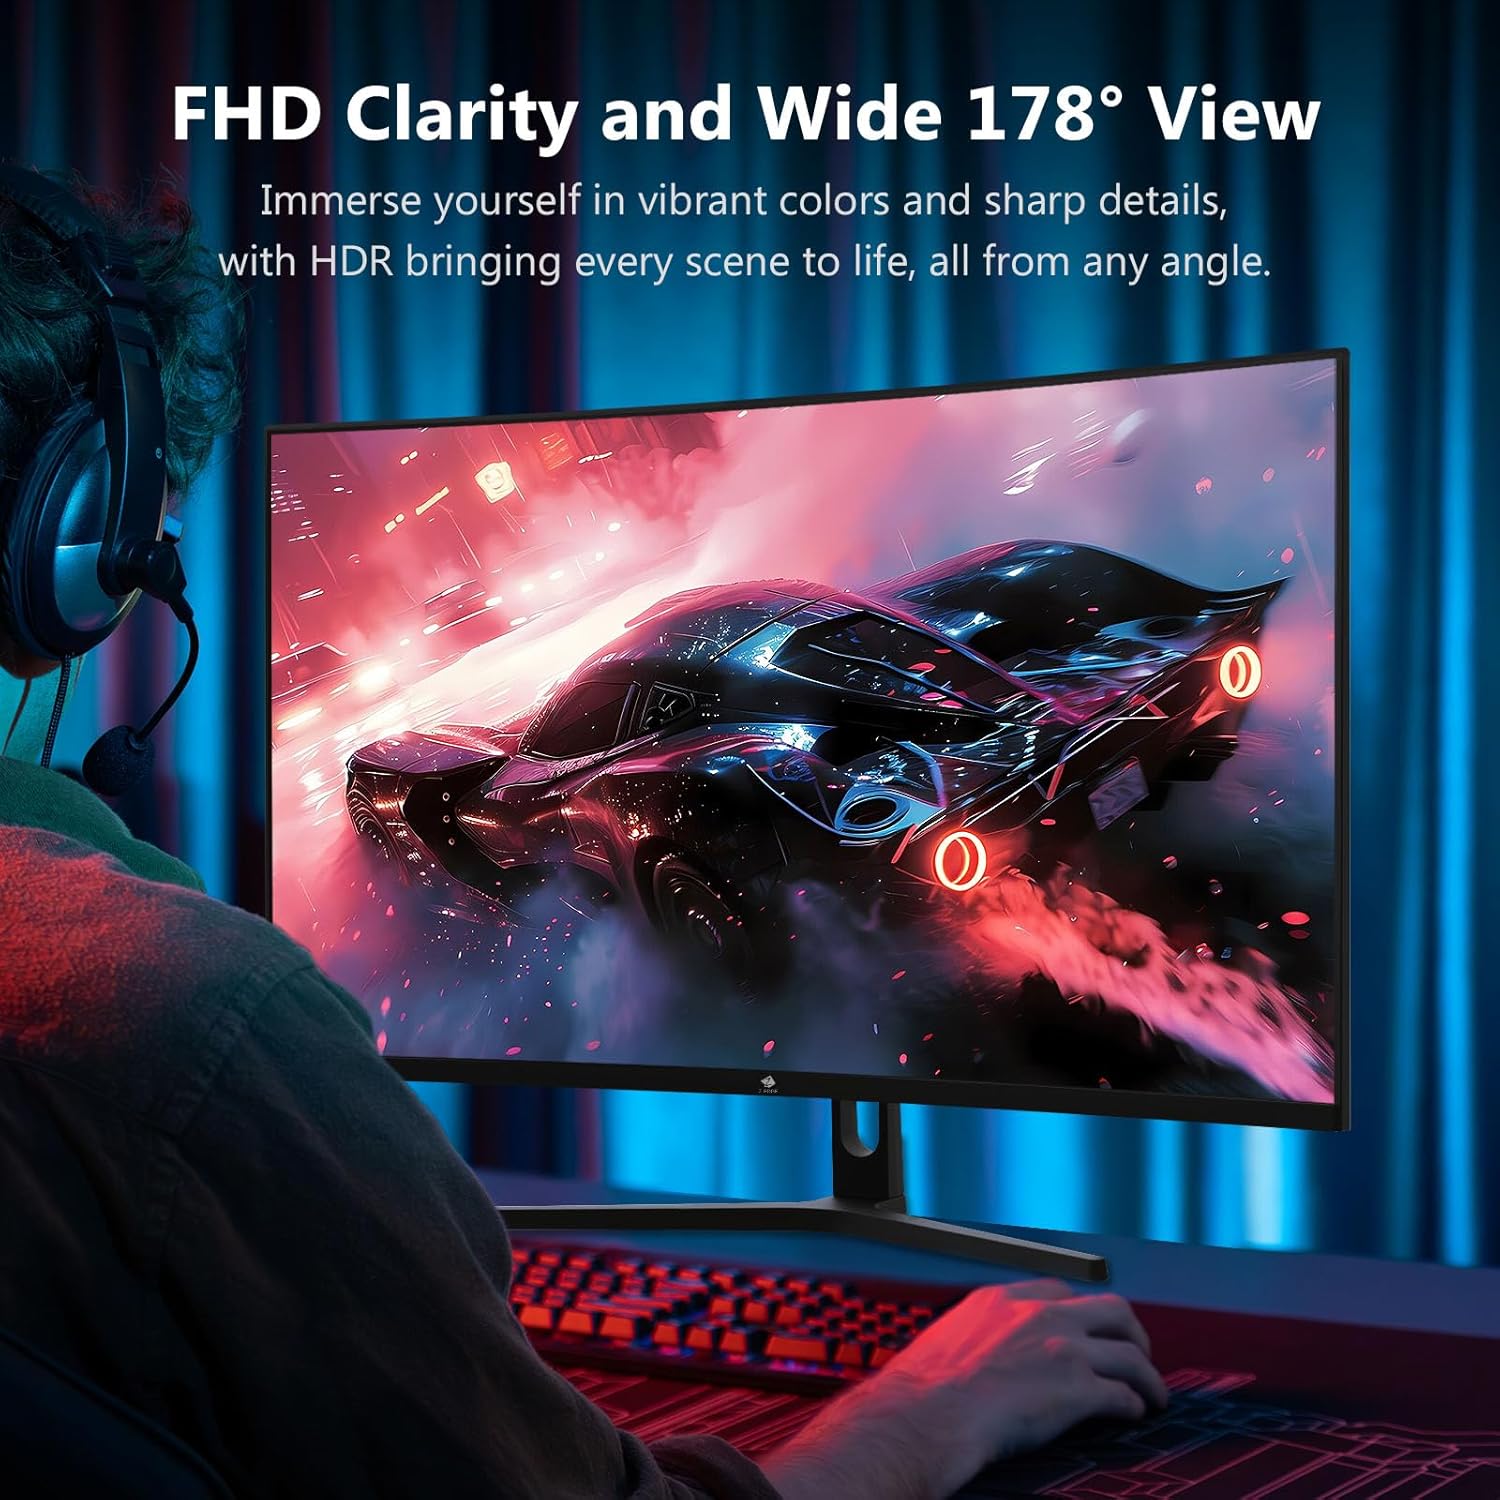 FHD Clarity and Wide 178° View
Immerse yourself in vibrant colors and sharp details,
with HDR bringing every scene to life, all from any angle.